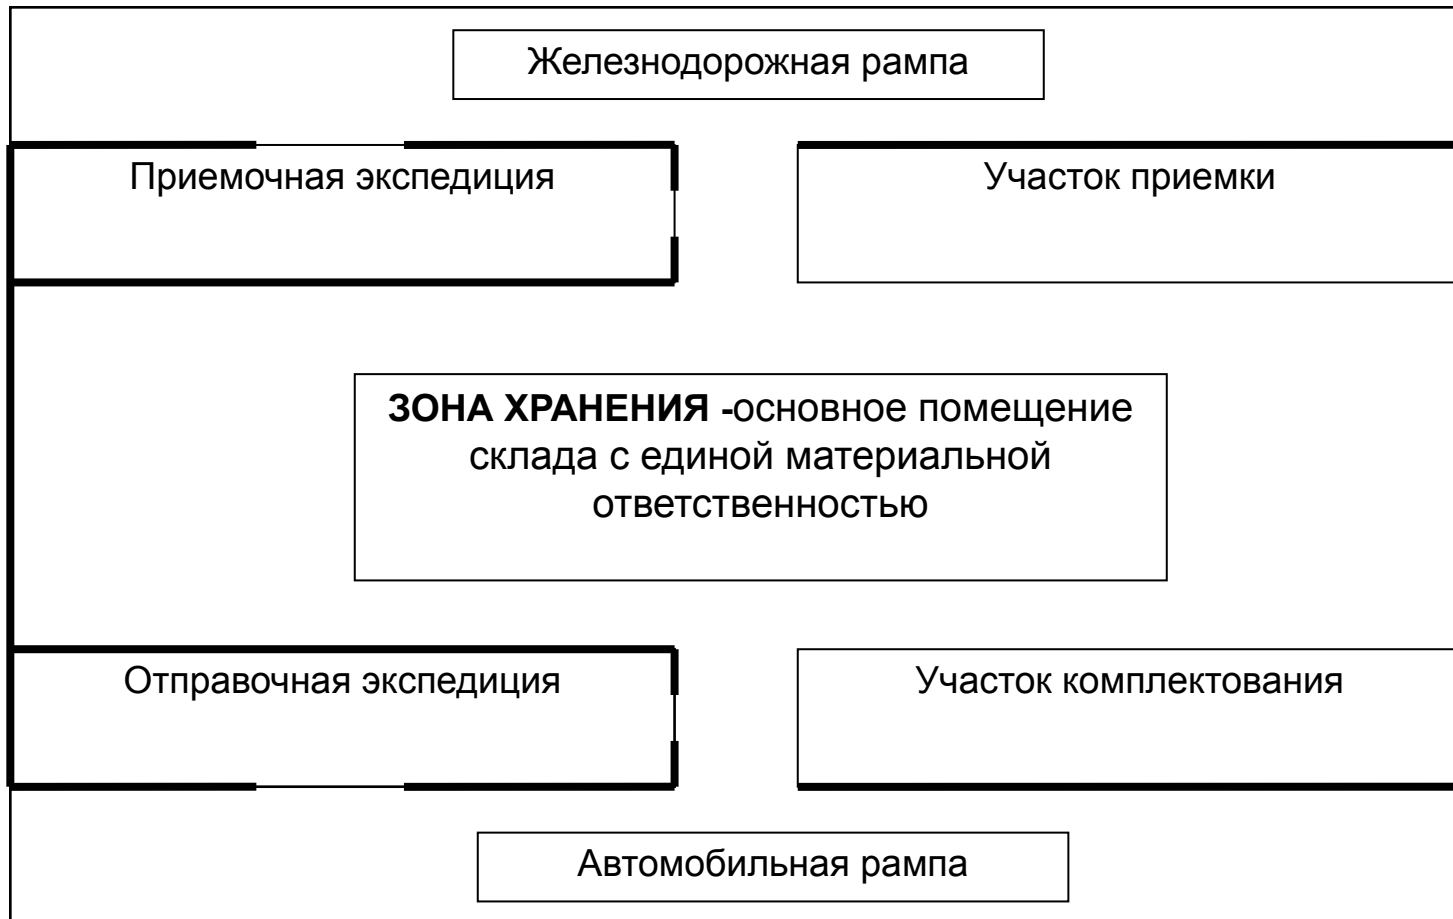 Железнодорожная рампа
Приемочная экспедиция
Участок приемки
ЗОНА ХРАНЕНИЯ -основное помещение
склада с единой материальной
ответственностью
Отправочная экспедиция
Участок комплектования
Автомобильная рампа